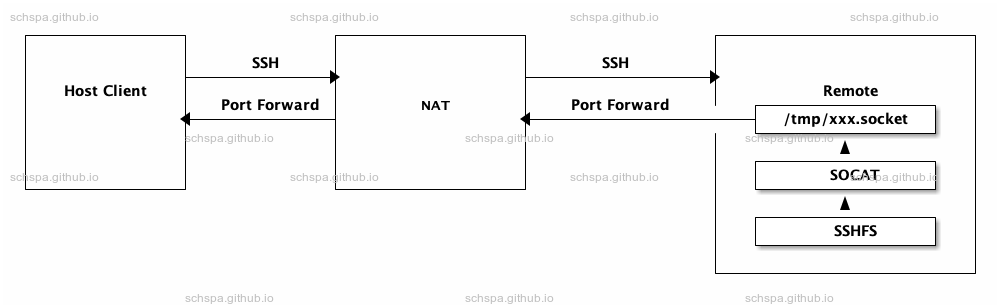 schspa.github.io schspa.github.io schspa.github.io schspa.github.io
SSH SSH
Host Client Remote
Port Forward NAT Port Forward
/tmp/xxx.socket
schspa.github.io schspa.github.io schspa.github.io
schspa.github.io schspa.github.io schspa.github.io SOCAT schspa.github.io
SSHFS
schspa.github.io schspa.github.io schspa.github.io